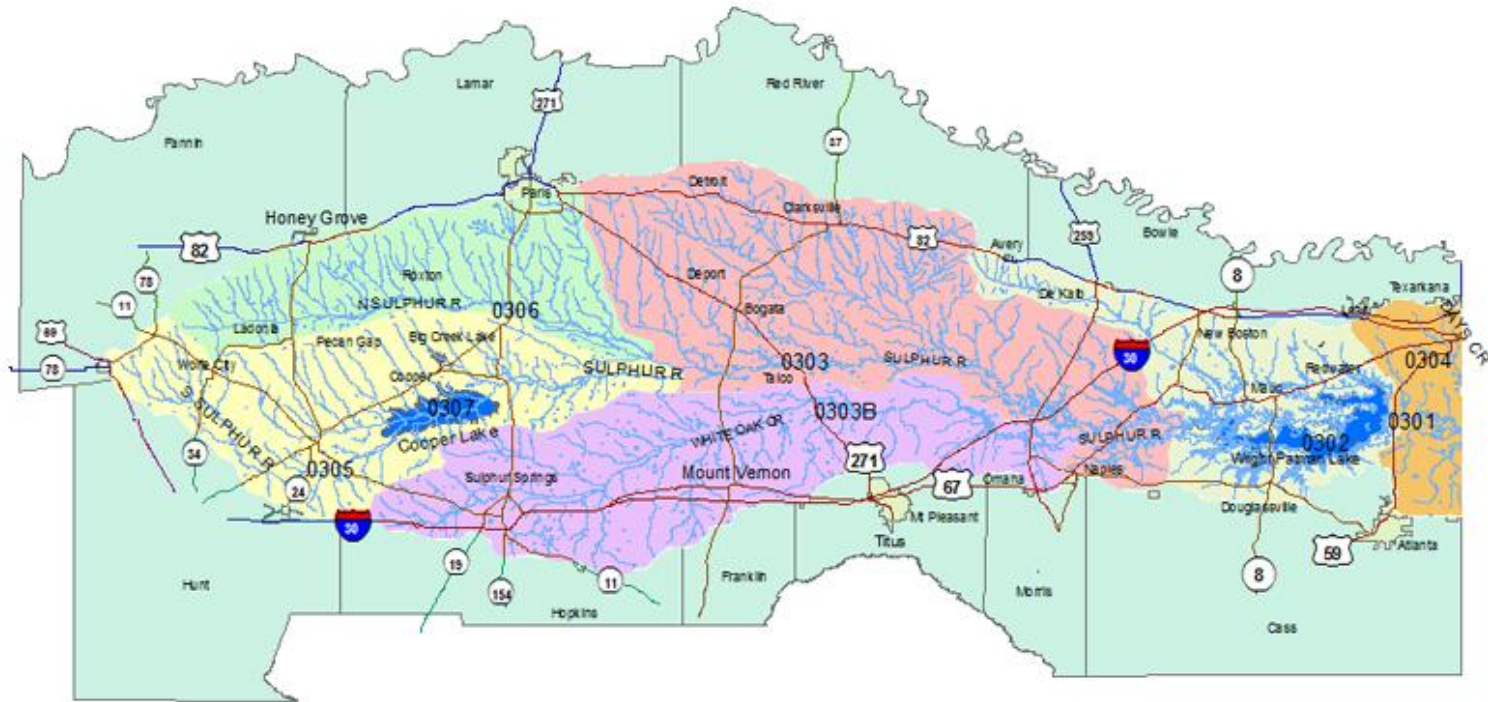 Lamar
Red River
271
Fannin
57
Detroit
Paris
Clarksville
Honey Grove
82
259
82
Avery
Bowie
8
78
Roxton
Deport
De Kalb
Texarkana
N SULPHUR R
11
0306
Bogata
DAYS CR
Ladonia
New Boston
69
Pecan Gap
Big Creek Lake
30
Wolfe City
0303
SULPHUR R
0304
78
SULPHUR R
Talco
Redwater
Cooper
Maud
0307
0303B
0301
S SULPHUR R
Cooper Lake
WHITE OAK CR
SULPHUR R
0302
34
271
Wright Patman Lake
0305
Sulphur Springs
Mount Vernon
Naples
24
67
Omaha
Douglassville
30
Mt Pleasant
Titus
59
Atlanta
19
11
8
Hunt
154
Franklin
Morris
Hopkins
Cass